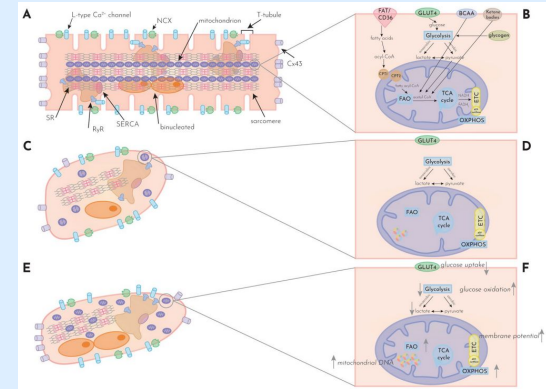 A
L-type Ca²⁺ channel
NCX
mitochondrion
T-tubule
Cx43
SR
RyR
SERCA
binucleated
sarcomere
B
FAT/
CD36
GLUT4
BCAA
Ketone
bodies
glucose
fatty acids
Glycolysis
glycogen
lactate
pyruvate
acyl CoA
CPT1
CPT2
FAO
acetyl CoA
TCA
cycle
NADH
ETC
OXPHOS
C
D
GLUT4
Glycolysis
lactate
pyruvate
FAO
TCA
cycle
ETC
OXPHOS
E
F
GLUT4
glucose uptake
Glycolysis
glucose oxidation
lactate
pyruvate
membrane potential
FAO
TCA
cycle
ETC
mitochondrial DNA
OXPHOS